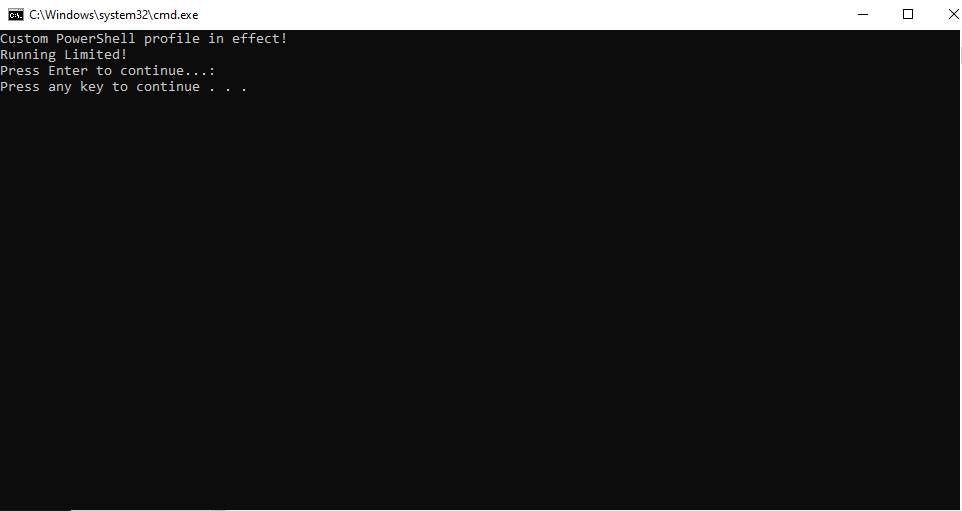 C:\Windows\system32\cmd.exe
Custom PowerShell profile in effect!
Running Limited!
Press Enter to continue...:
Press any key to continue . . .